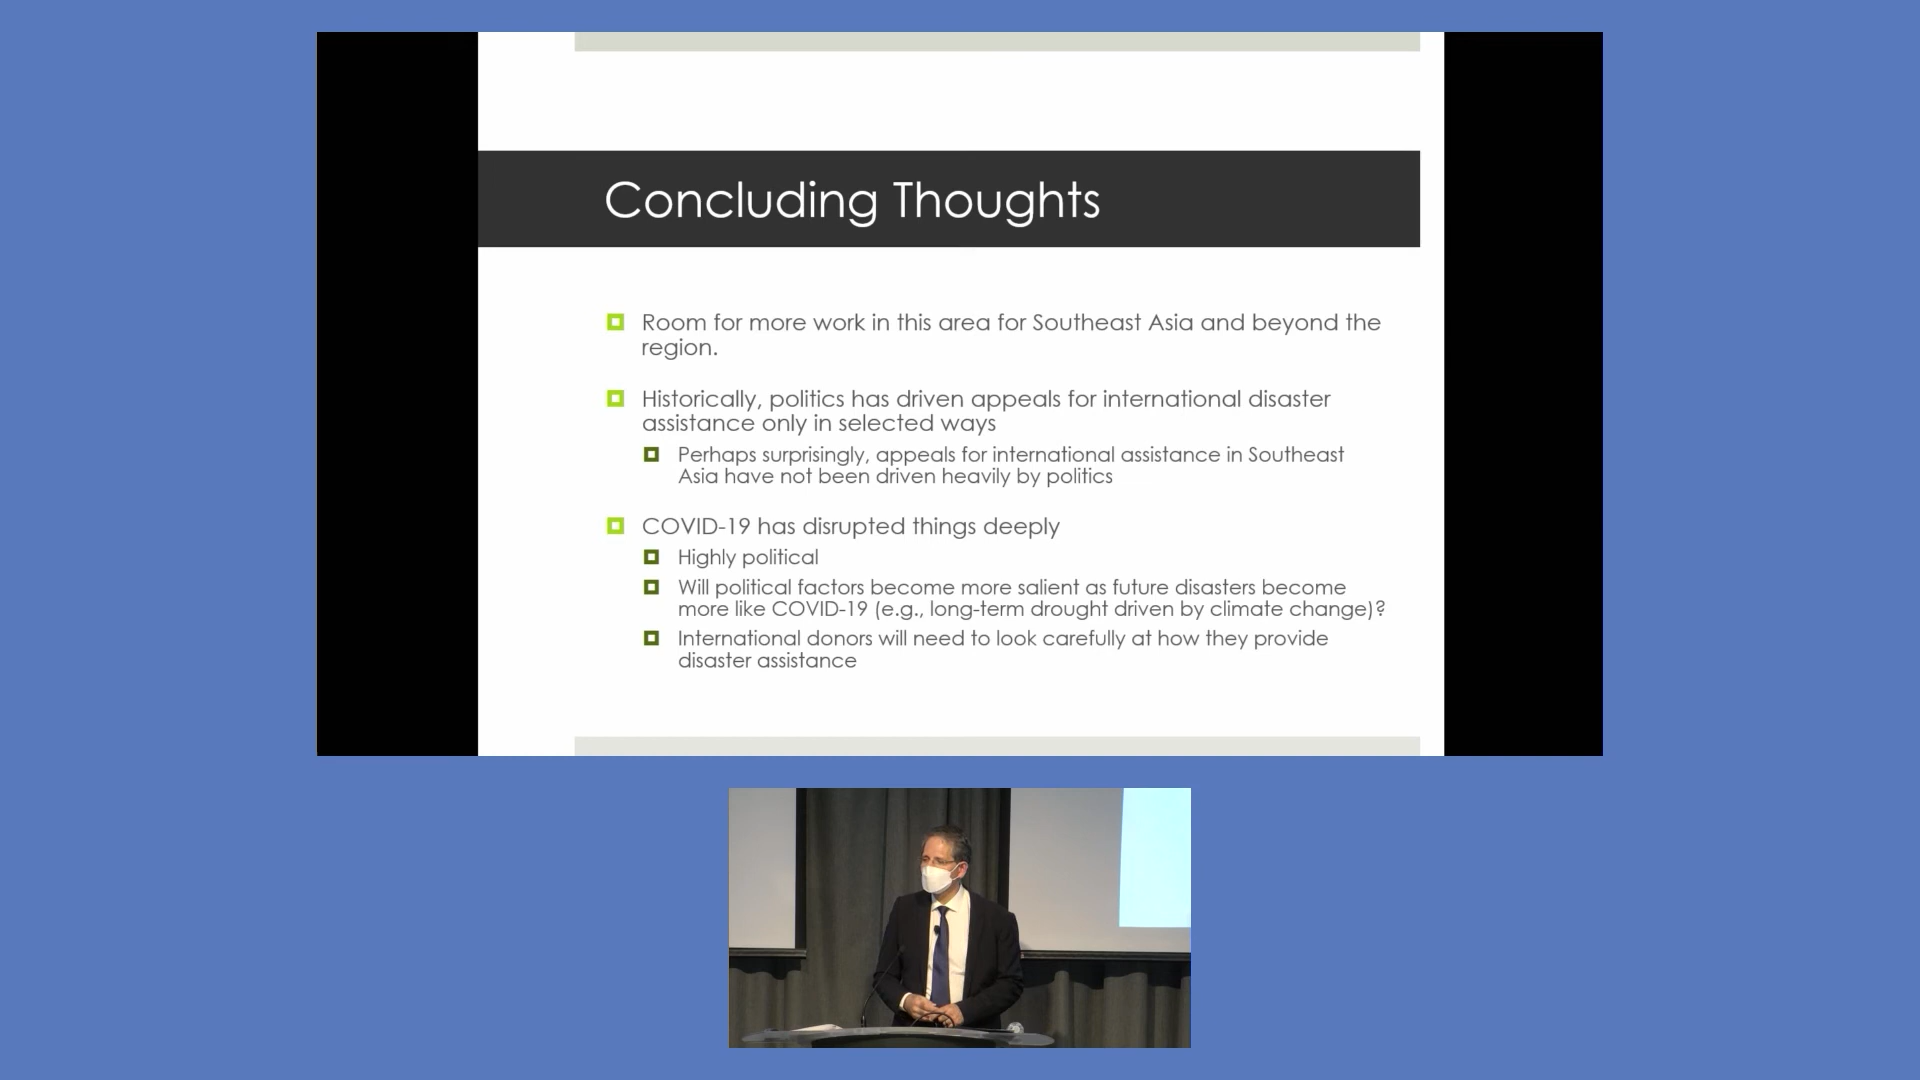 Concluding Thoughts
Room for more work in this area for Southeast Asia and beyond the
region.
Historically, politics has driven appeals for international disaster
assistance only in selected ways
Perhaps surprisingly, appeals for international assistance in Southeast
Asia have not been driven heavily by politics
COVID-19 has disrupted things deeply
Highly political
Will political factors become more salient as future disasters become
more like COVID-19 (e.g., long-term drought driven by climate change)?
International donors will need to look carefully at how they provide
disaster assistance